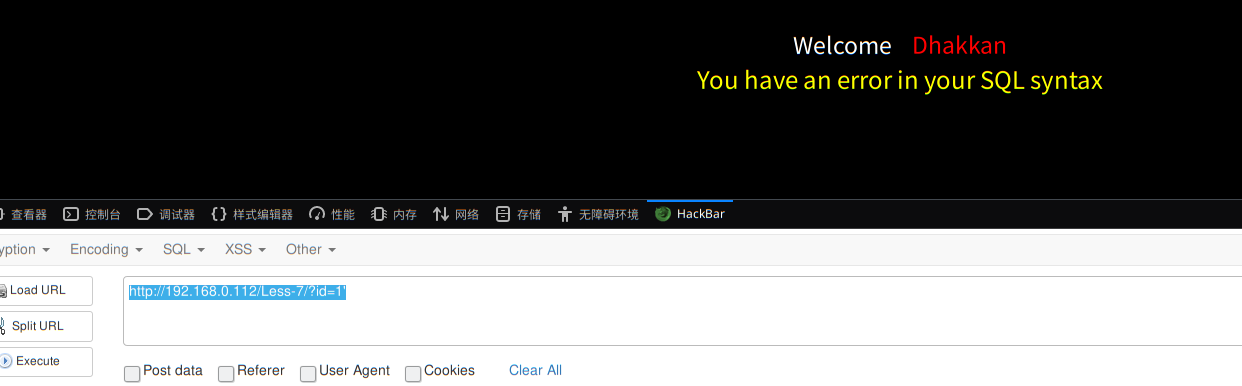 Welcome Dhakkan
You have an error in your SQL syntax
查看器 控制台 调试器 样式编辑器 性能 内存 网络 存储 无障碍环境 HackBar
yption Encoding SQL XSS Other
Load URL
http://192.168.0.112/Less-7/?id=1'
Split URL
Execute
Post data Referer User Agent Cookies Clear All